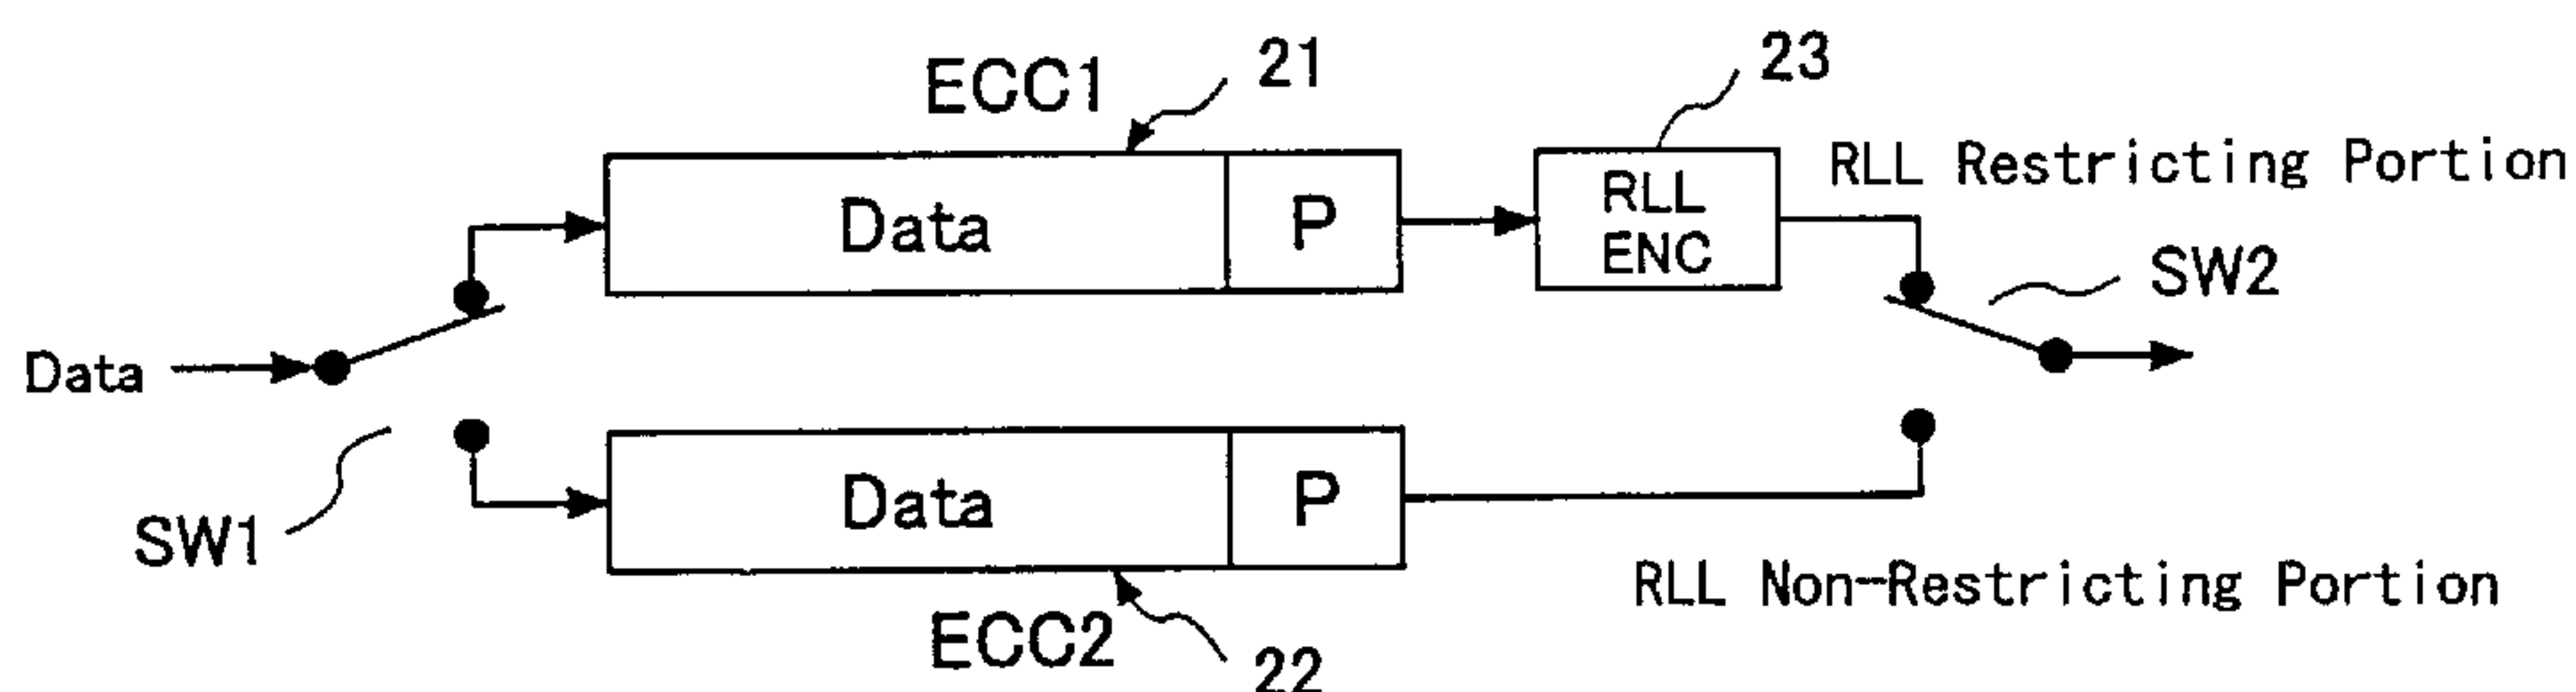 ECC1
21
23
RLL Restricting Portion
Data
P
RLL
ENC
SW2
Data
SW1
Data
P
RLL Non-Restricting Portion
ECC2
22